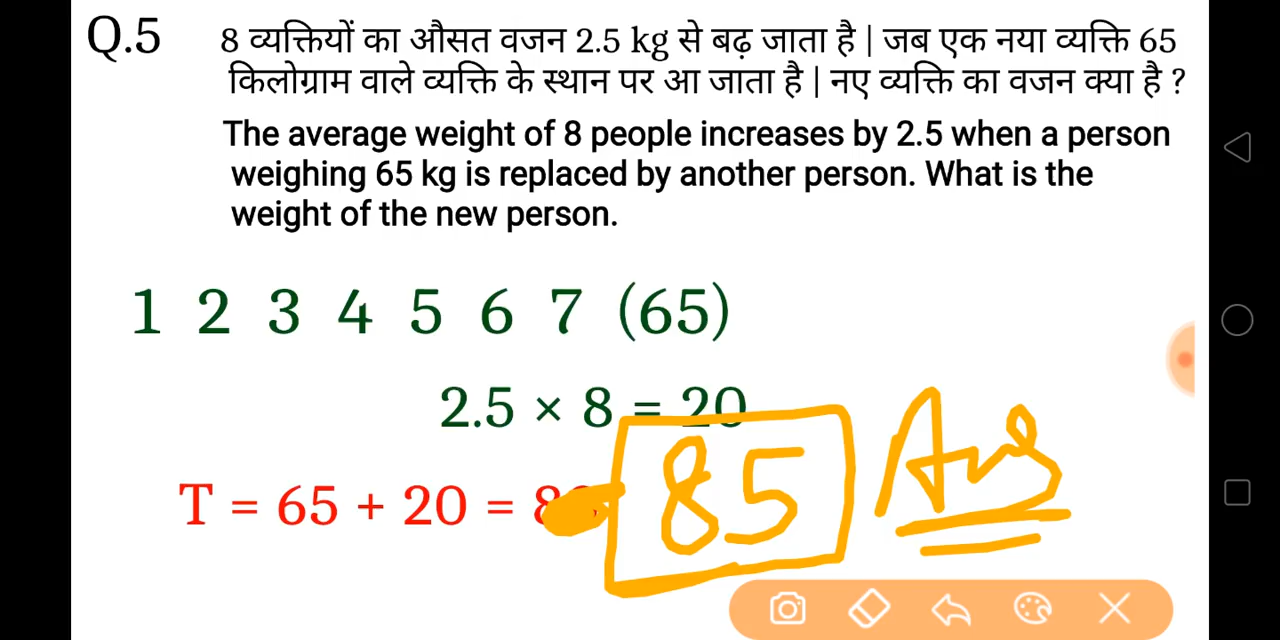 Q.5 8 व्यक्तियों का औसत वजन 2.5 kg से बढ़ जाता है | जब एक नया व्यक्ति 65
किलोग्राम वाले व्यक्ति के स्थान पर आ जाता है | नए व्यक्ति का वजन क्या है ?
The average weight of 8 people increases by 2.5 when a person
weighing 65 kg is replaced by another person. What is the
weight of the new person.
1 2 3 4 5 6 7 (65)
2.5 × 8 = 20
T = 65 + 20 = 85 Ans